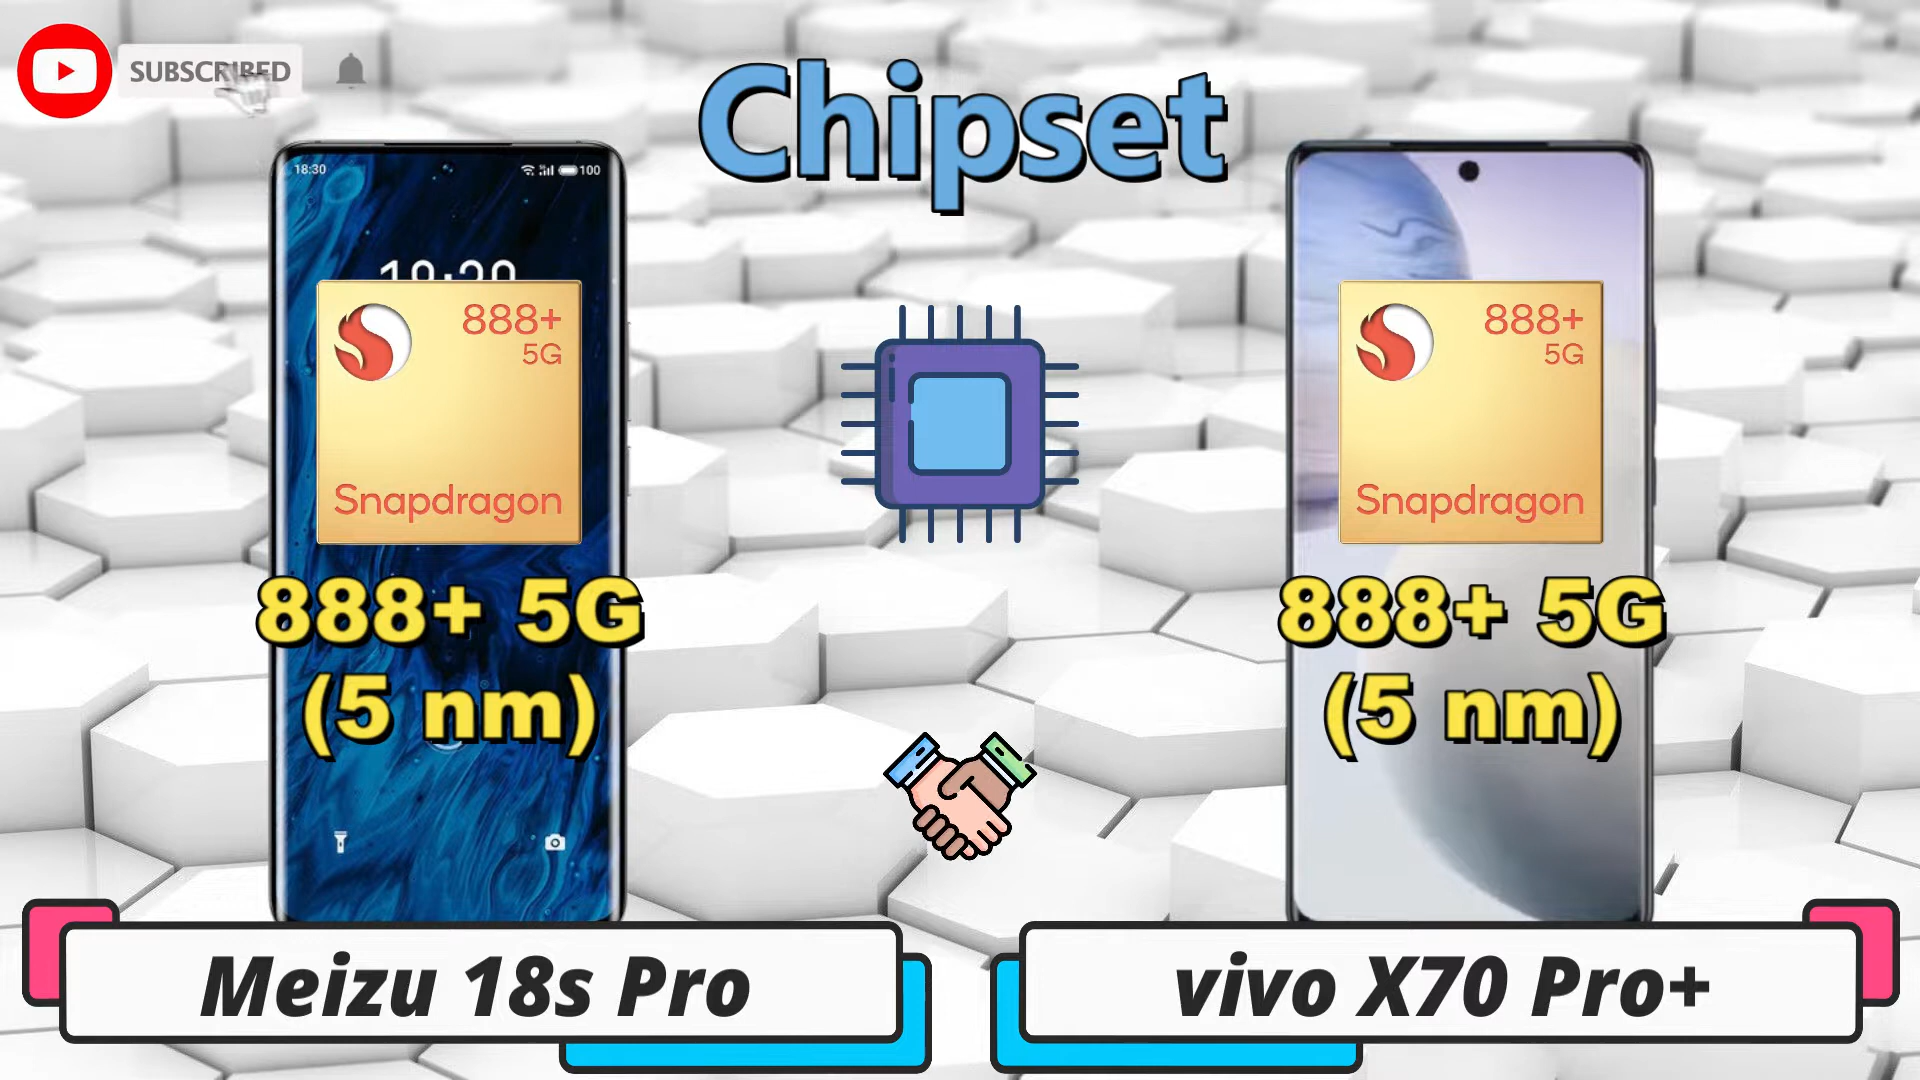 SUBSCRIBED
Chipset
18:30
100
888+
5G
Snapdragon
888+ 5G
(5 nm)
888+
5G
Snapdragon
888+ 5G
(5 nm)
Meizu 18s Pro
vivo X70 Pro+